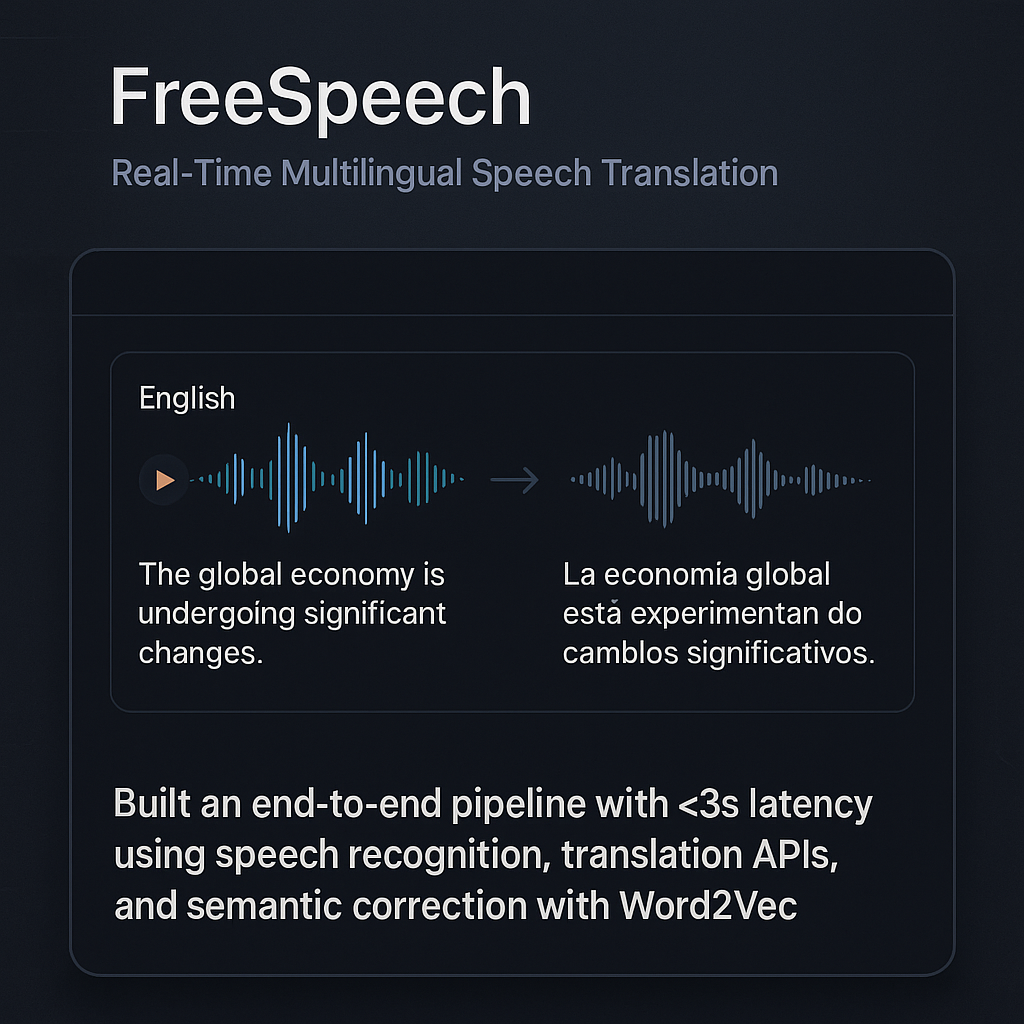 FreeSpeech
Real-Time Multilingual Speech Translation
English
The global economy is
undergoíng significant
changes.
La economía global
está experimentan do
camblos significativos.
Built an end-to-end pipeline with <3s latency
using speech recognition, translation APIs,
and semantic correction with Word2Vec